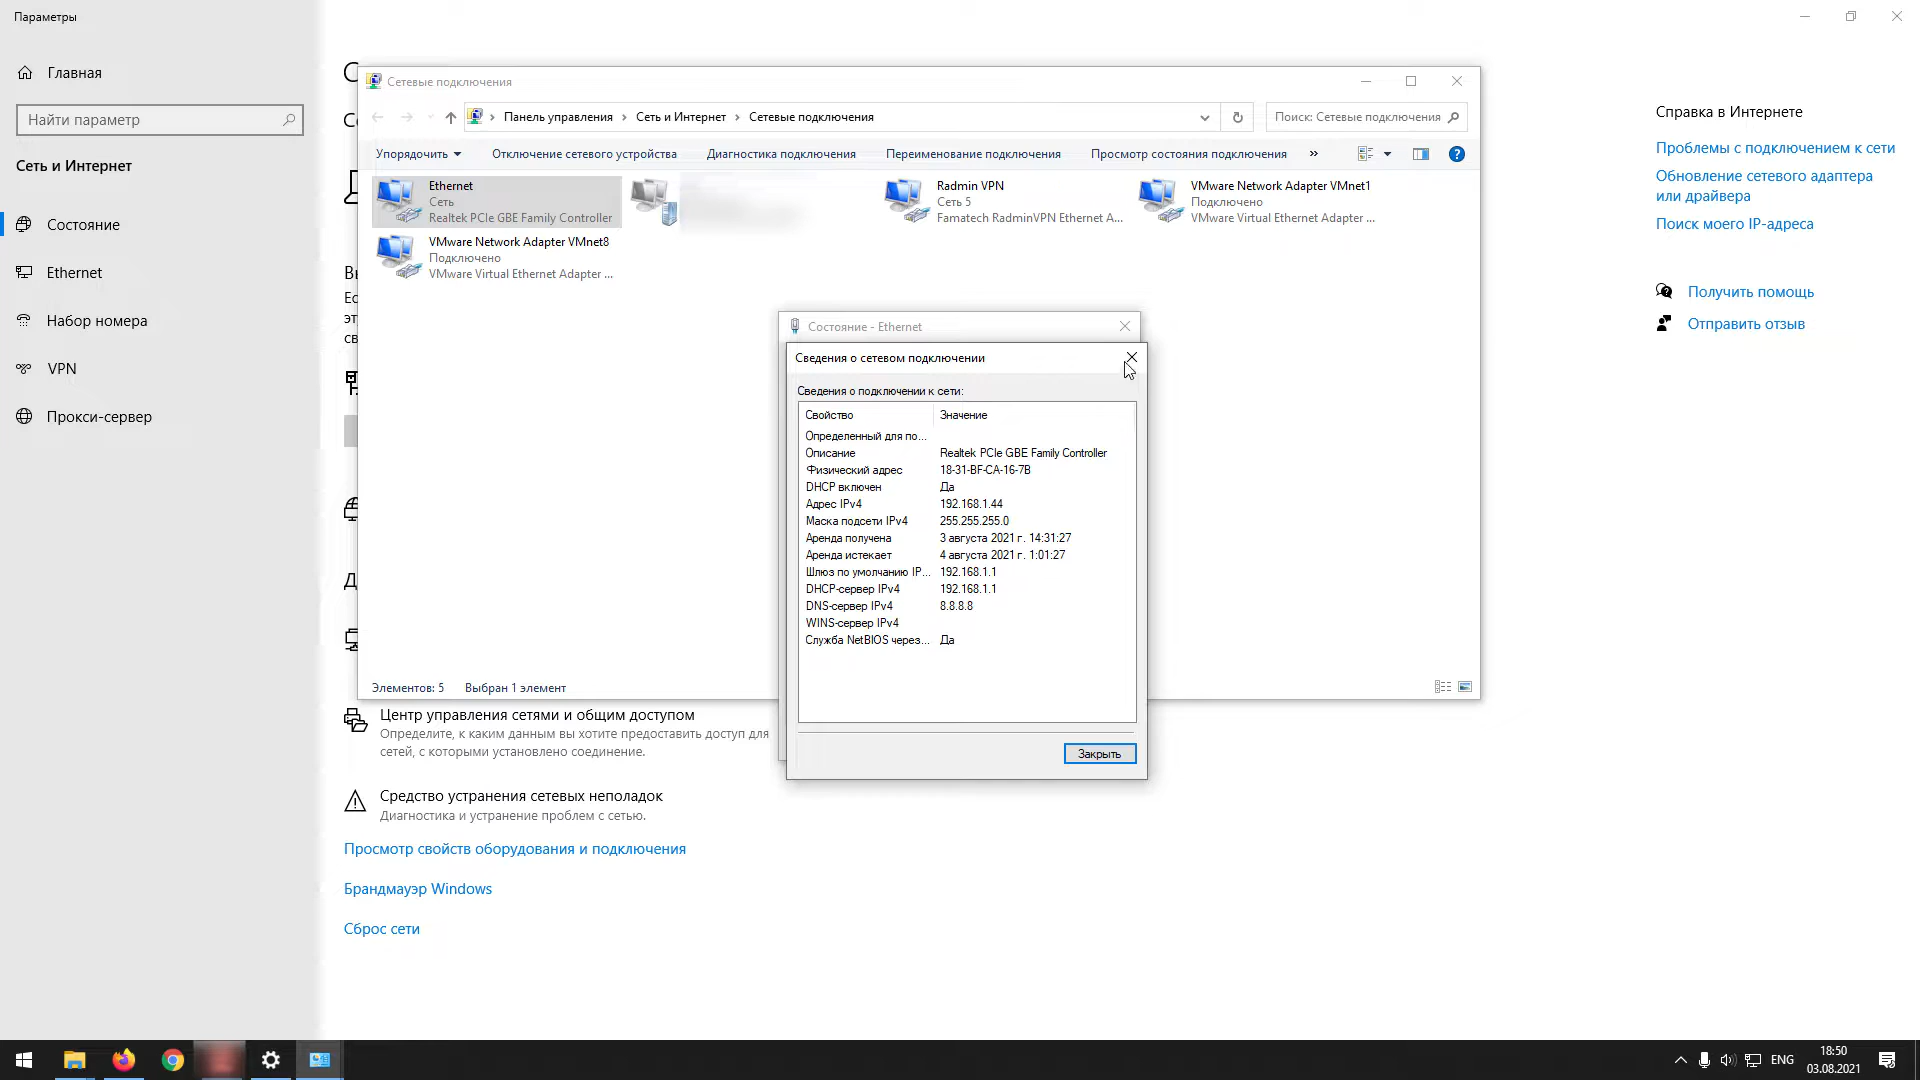 Параметры
Главная
Найти параметр
Сеть и Интернет
Состояние
Ethernet
Набор номера
VPN
Прокси-сервер
Сетевые подключения
Панель управления
Сеть и Интернет
Сетевые подключения
Поиск: Сетевые подключения
Упорядочить
Отключение сетевого устройства
Диагностика подключения
Переименование подключения
Просмотр состояния подключения
»
Ethernet
Сеть
Realtek PCIe GBE Family Controller
Radmin VPN
Сеть 5
Famatech RadminVPN Ethernet A...
VMware Network Adapter VMnet1
Подключено
VMware Virtual Ethernet Adapter ...
VMware Network Adapter VMnet8
Подключено
VMware Virtual Ethernet Adapter ...
Элементов: 5
Выбран 1 элемент
Состояние - Ethernet
Сведения о сетевом подключении
Сведения о подключении к сети:
Свойство Значение
Определенный для по...
Описание Realtek PCIe GBE Family Controller
Физический адрес 18-31-BF-CA-16-7B
DHCP включен Да
Адрес IPv4 192.168.1.44
Маска подсети IPv4 255.255.255.0
Аренда получена 3 августа 2021 г. 14:31:27
Аренда истекает 4 августа 2021 г. 1:01:27
Шлюз по умолчанию IP... 192.168.1.1
DHCP-сервер IPv4 192.168.1.1
DNS-сервер IPv4 8.8.8.8
WINS-сервер IPv4
Служба NetBIOS через... Да
Закрыть
Центр управления сетями и общим доступом
Определите, к каким данным вы хотите предоставить доступ для
сетей, с которыми установлено соединение.
Средство устранения сетевых неполадок
Диагностика и устранение проблем с сетью.
Просмотр свойств оборудования и подключения
Брандмауэр Windows
Сброс сети
Справка в Интернете
Проблемы с подключением к сети
Обновление сетевого адаптера
или драйвера
Поиск моего IP-адреса
Получить помощь
Отправить отзыв
ENG
18:50
03.08.2021